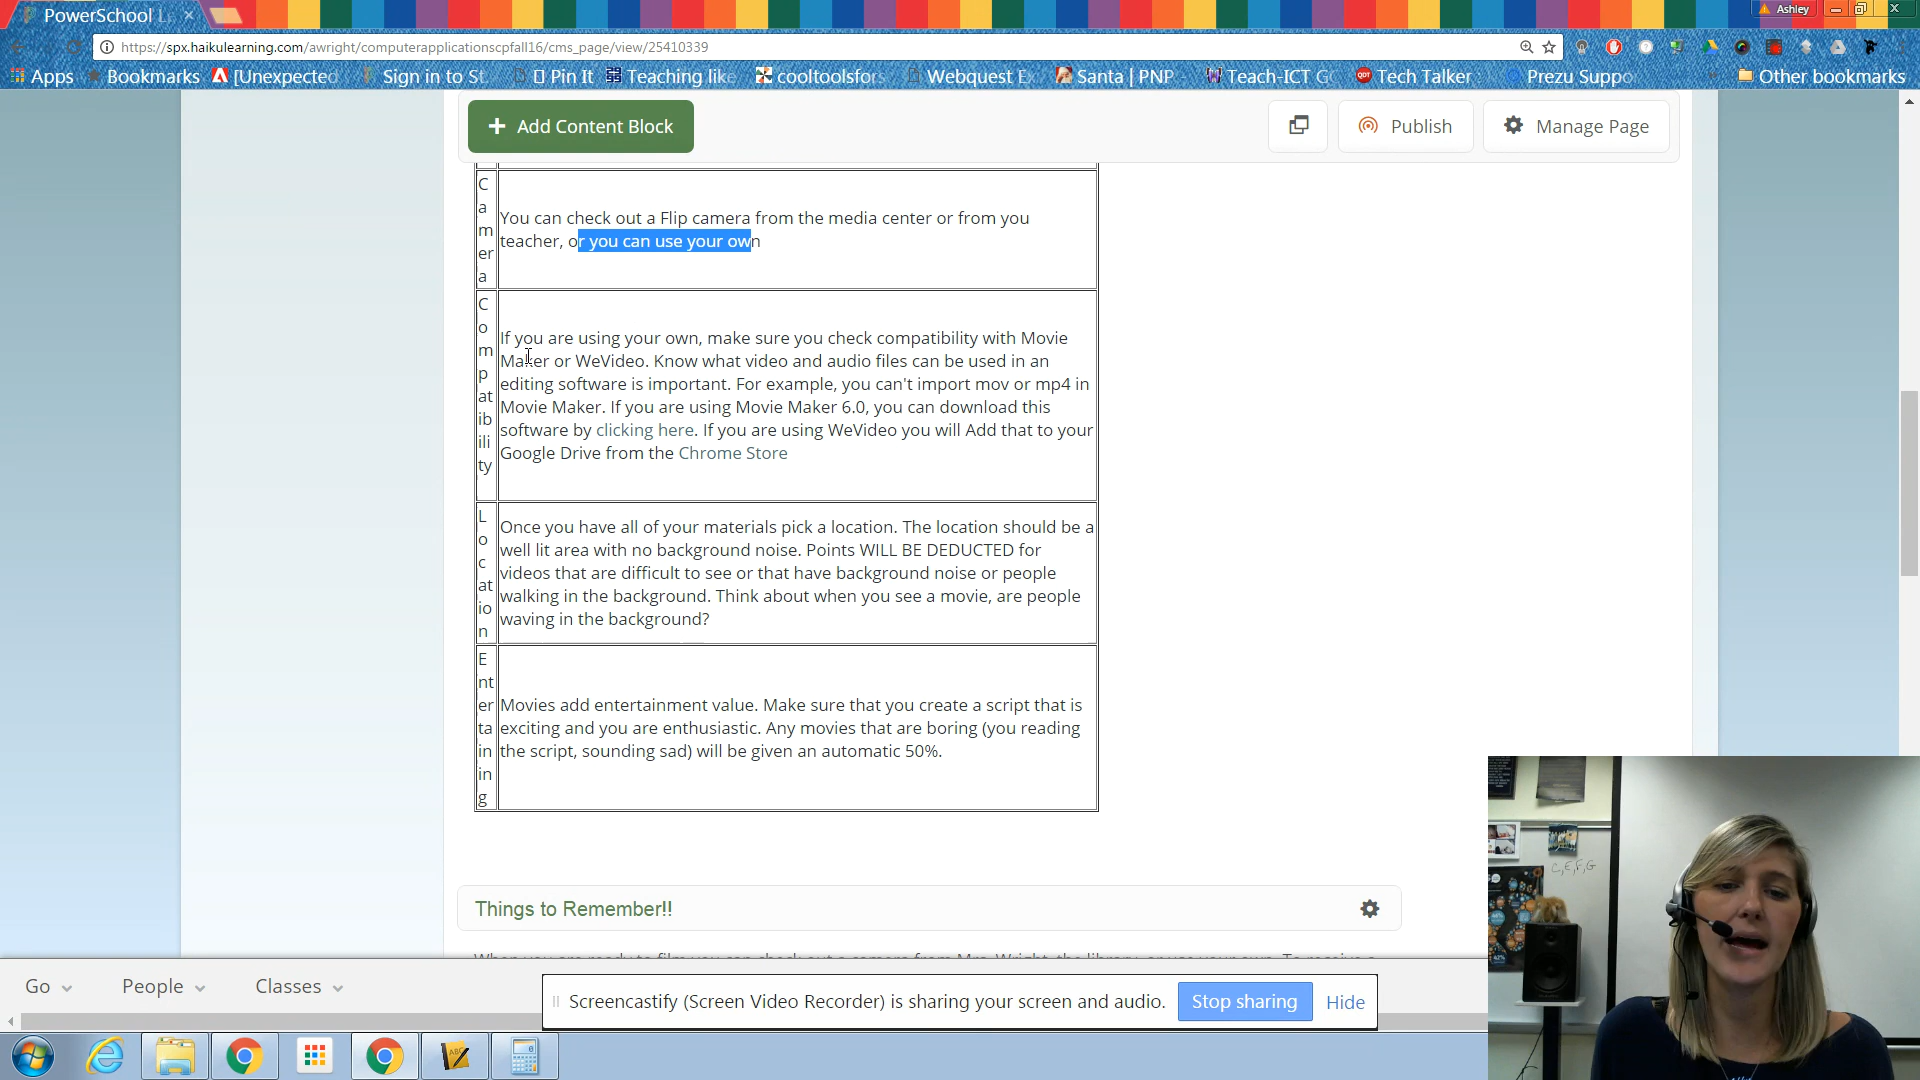 PowerSchool L
Ashley
https://spx.haikulearning.com/awright/computerapplicationscpfall16/cms_page/view/25410339
Apps Bookmarks [Unexpected Sign in to St. Pin It Teaching like cooltoolsfor Webquest E Santa | PNP Teach-ICT G Tech Talker : Prezu Suppo Other bookmarks
+ Add Content Block Publish Manage Page
C
a
m
er
a
You can check out a Flip camera from the media center or from you
teacher, or you can use your own
C
o
m
p
at
ib
ili
ty
If you are using your own, make sure you check compatibility with Movie
Maker or WeVideo. Know what video and audio files can be used in an
editing software is important. For example, you can't import mov or mp4 in
Movie Maker. If you are using Movie Maker 6.0, you can download this
software by clicking here. If you are using WeVideo you will Add that to your
Google Drive from the Chrome Store
L
o
c
at
io
n
Once you have all of your materials pick a location. The location should be a
well lit area with no background noise. Points WILL BE DEDUCTED for
videos that are difficult to see or that have background noise or people
walking in the background. Think about when you see a movie, are people
waving in the background?
E
nt
er
ta
in
in
g
Movies add entertainment value. Make sure that you create a script that is
exciting and you are enthusiastic. Any movies that are boring (you reading
the script, sounding sad) will be given an automatic 50%.
Things to Remember!!
Go People Classes
Screencastify (Screen Video Recorder) is sharing your screen and audio. Stop sharing Hide
C,E,F,G